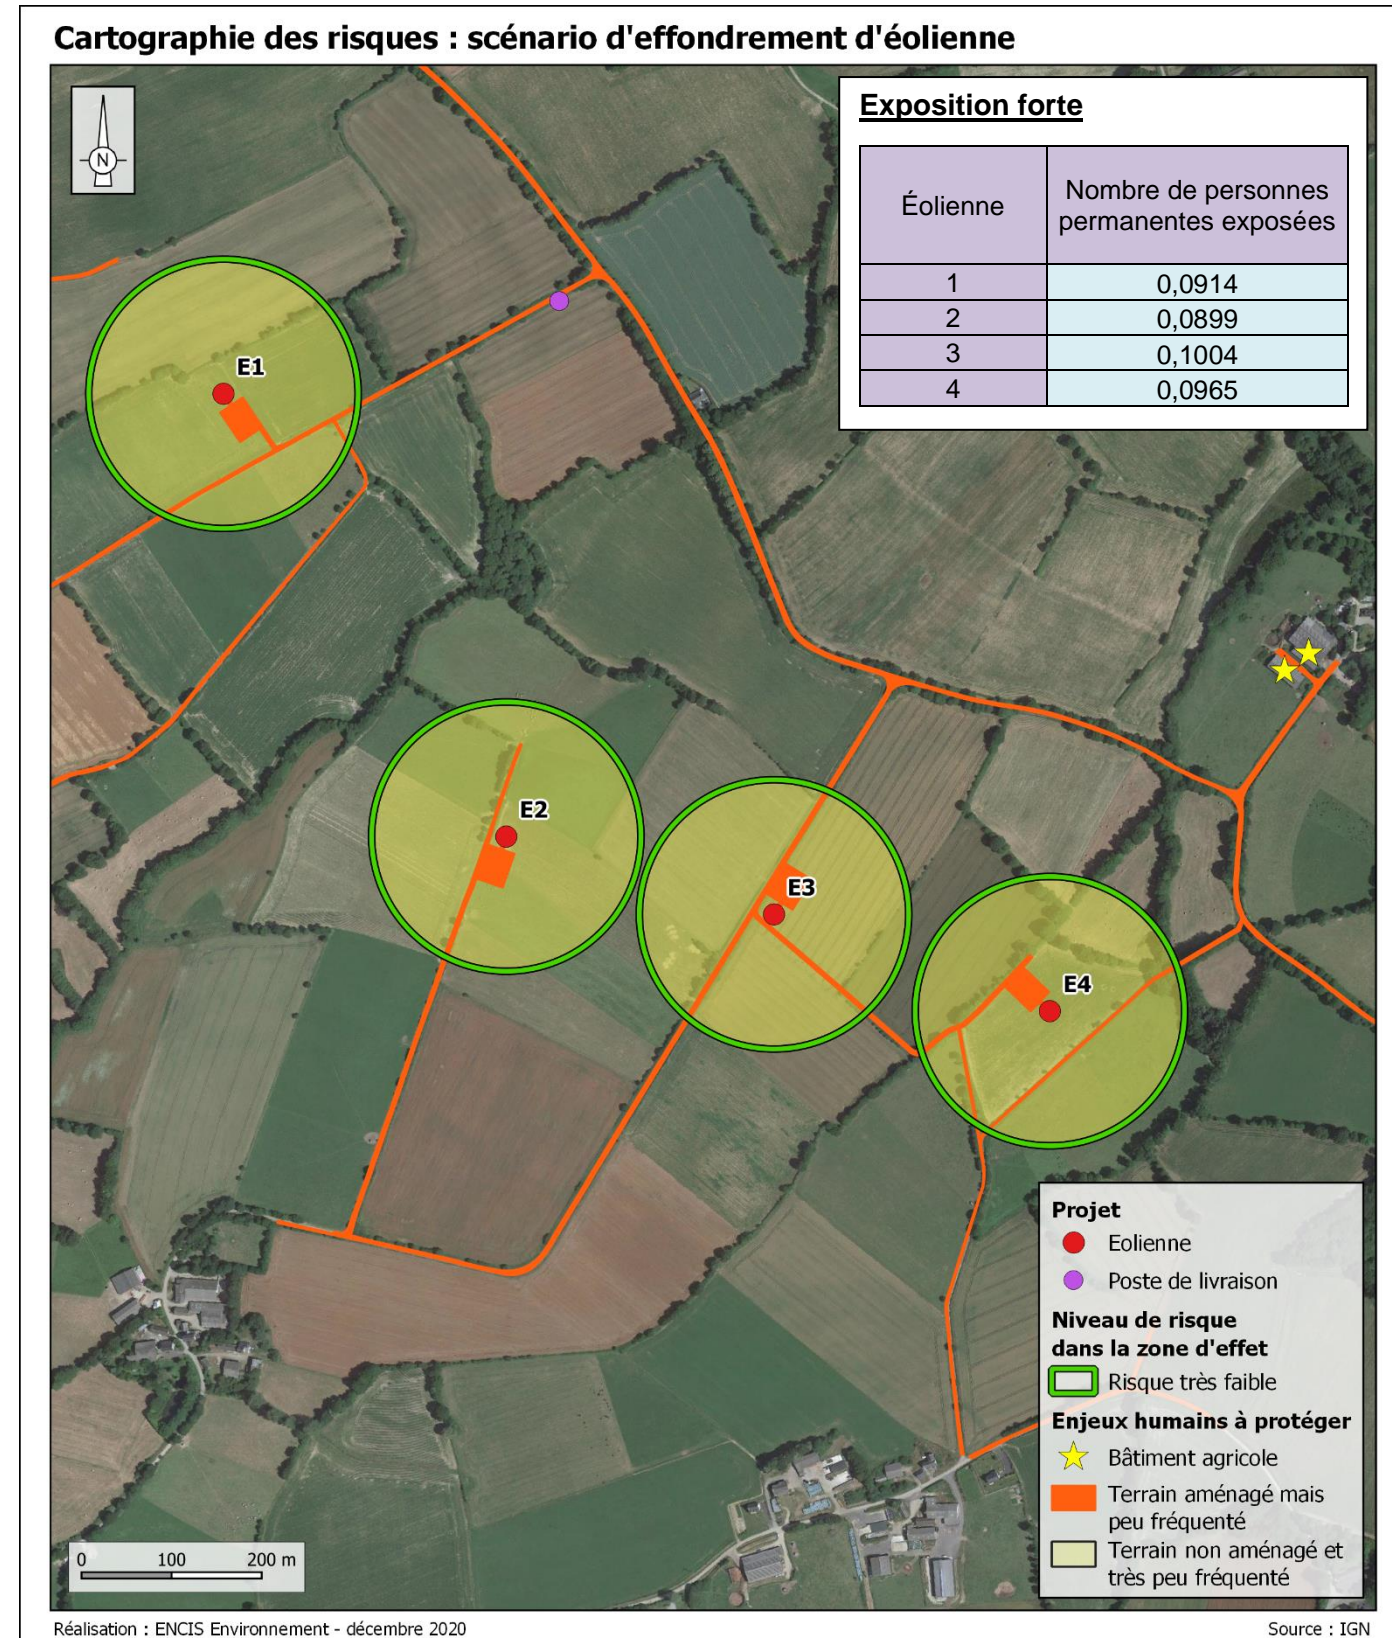 Cartographie des risques : scénario d'effondrement d'éolienne
N
Exposition forte
Éolienne
Nombre de personnes
permanentes exposées
1 0,0914
2 0,0899
3 0,1004
4 0,0965
E1
E2
E3
E4
Projet
Eolienne
Poste de livraison
Niveau de risque
dans la zone d'effet
Risque très faible
Enjeux humains à protéger
Bâtiment agricole
Terrain aménagé mais
peu fréquenté
Terrain non aménagé et
très peu fréquenté
0 100 200 m
Réalisation : ENCIS Environnement - décembre 2020
Source : IGN